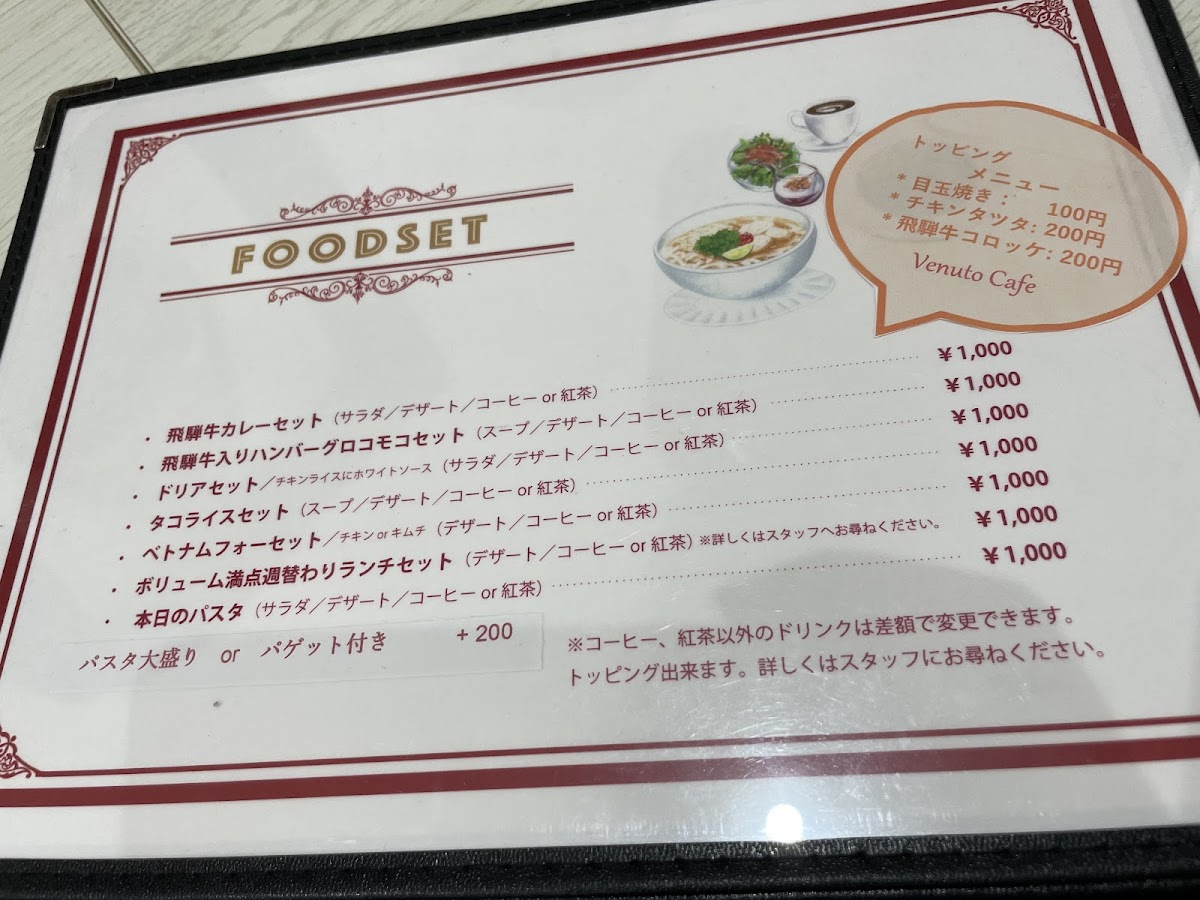 FOODSET
トッピング
メニュー
* 目玉焼き： 100円
* チキンタツタ: 200円
* 飛騨牛コロッケ: 200円
Venuto Cafe
・飛騨牛カレーセット（サラダ／デザート／コーヒー or 紅茶） ¥1,000
・飛騨牛入りハンバーグロコモコセット（スープ／デザート／コーヒー or 紅茶） ¥1,000
・ドリアセット／チキンライスにホワイトソース（サラダ／デザート／コーヒー or 紅茶） ¥1,000
・タコライスセット（スープ／デザート／コーヒー or 紅茶） ¥1,000
・ベトナムフォーセット／チキン or キムチ（デザート／コーヒー or 紅茶） ¥1,000
・ボリューム満点週替わりランチセット（デザート／コーヒー or 紅茶）※詳しくはスタッフへお尋ねください。 ¥1,000
・本日のパスタ（サラダ／デザート／コーヒー or 紅茶） ¥1,000
パスタ大盛り or パゲット付き +200
※コーヒー、紅茶以外のドリンクは差額で変更できます。
トッピング出来ます。詳しくはスタッフにお尋ねください。